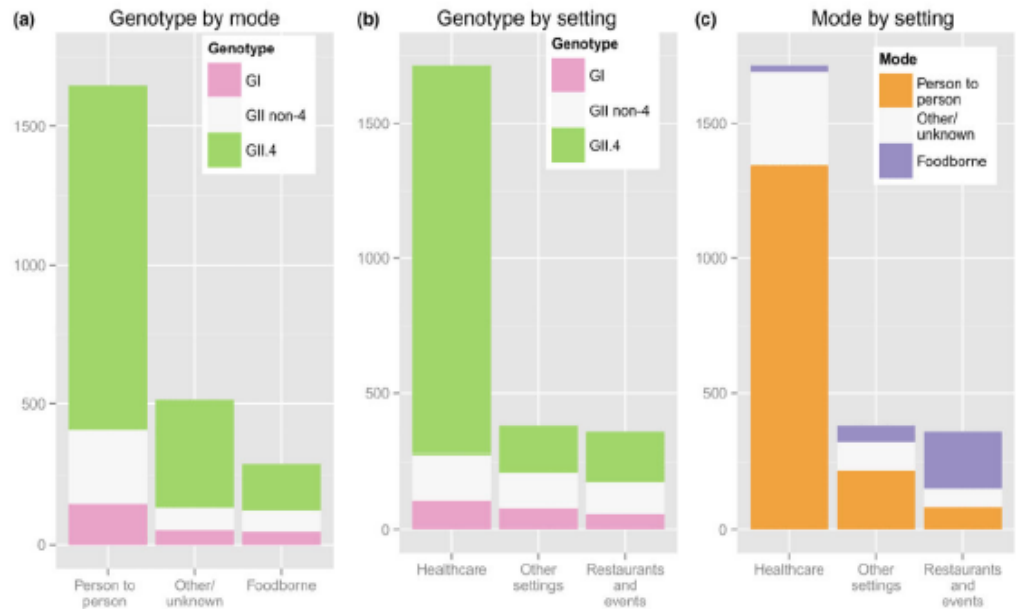 (a) Genotype by mode
Genotype
GI
GII non-4
GII.4
1500
1000
500
0
Person to
person
Other/
unknown
Foodborne
(b) Genotype by setting
Genotype
GI
GII non-4
GII.4
1500
1000
500
0
Healthcare
Other
settings
Restaurants
and
events
(c) Mode by setting
Mode
Person to
person
Other/
unknown
Foodborne
1500
1000
500
0
Healthcare
Other
settings
Restaurants
and
events